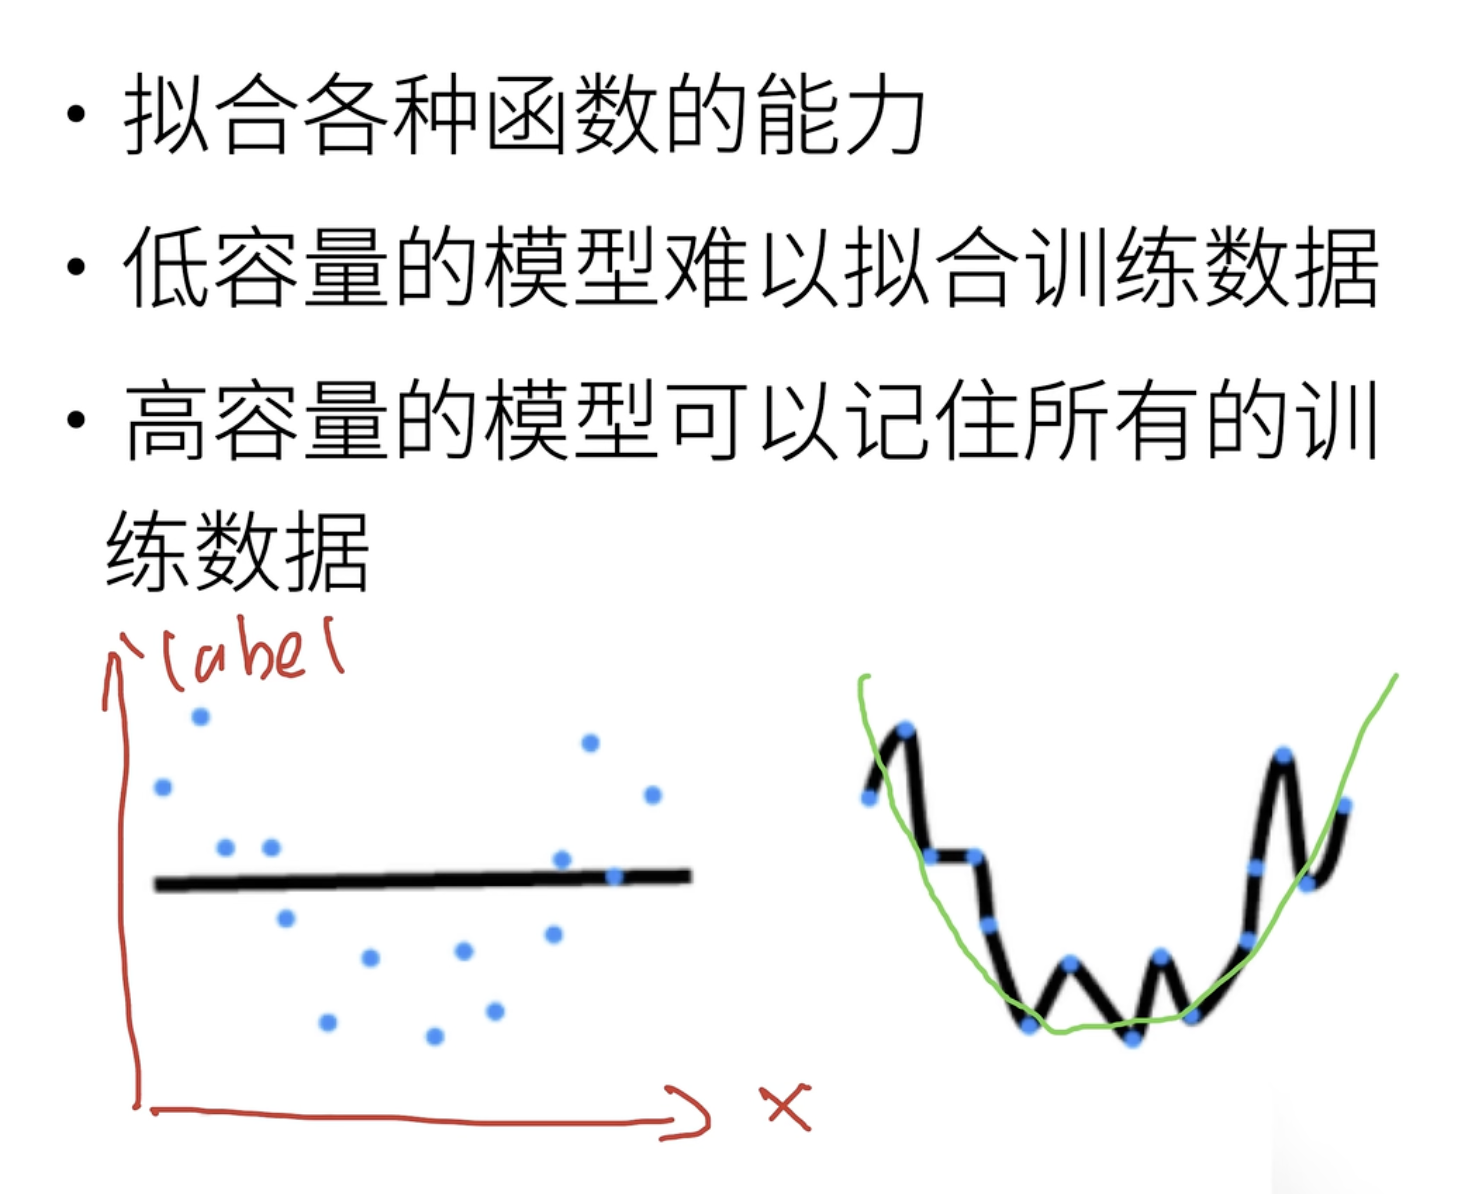 • 拟合各种函数的能力
• 低容量的模型难以拟合训练数据
• 高容量的模型可以记住所有的训
练数据
label
x